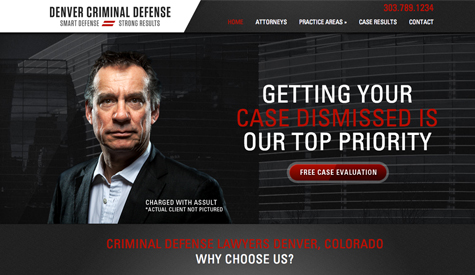 DENVER CRIMINAL DEFENSE
SMART DEFENSE = STRONG RESULTS
303.789.1234
HOME ATTORNEYS PRACTICE AREAS ▸ CASE RESULTS CONTACT
GETTING YOUR
CASE DISMISSED IS
OUR TOP PRIORITY
FREE CASE EVALUATION
CHARGED WITH ASSULT
*ACTUAL CLIENT NOT PICTURED
CRIMINAL DEFENSE LAWYERS DENVER, COLORADO
WHY CHOOSE US?